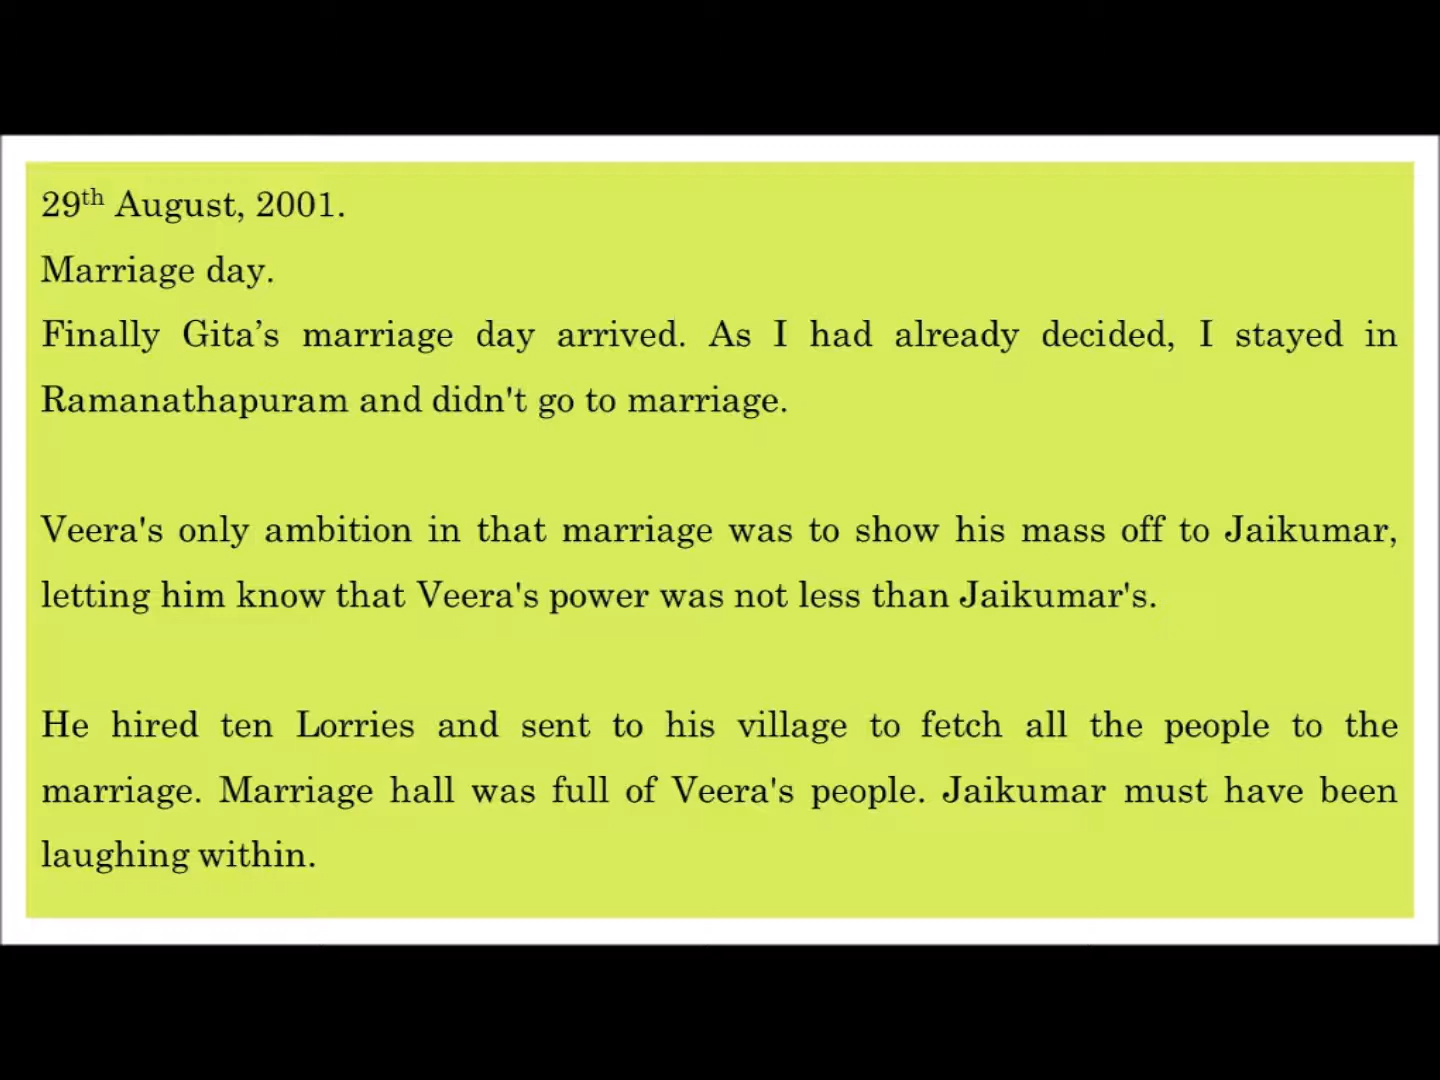 29th August, 2001.
Marriage day.
Finally Gita’s marriage day arrived. As I had already decided, I stayed in
Ramanathapuram and didn't go to marriage.
Veera's only ambition in that marriage was to show his mass off to Jaikumar,
letting him know that Veera's power was not less than Jaikumar's.
He hired ten Lorries and sent to his village to fetch all the people to the
marriage. Marriage hall was full of Veera's people. Jaikumar must have been
laughing within.